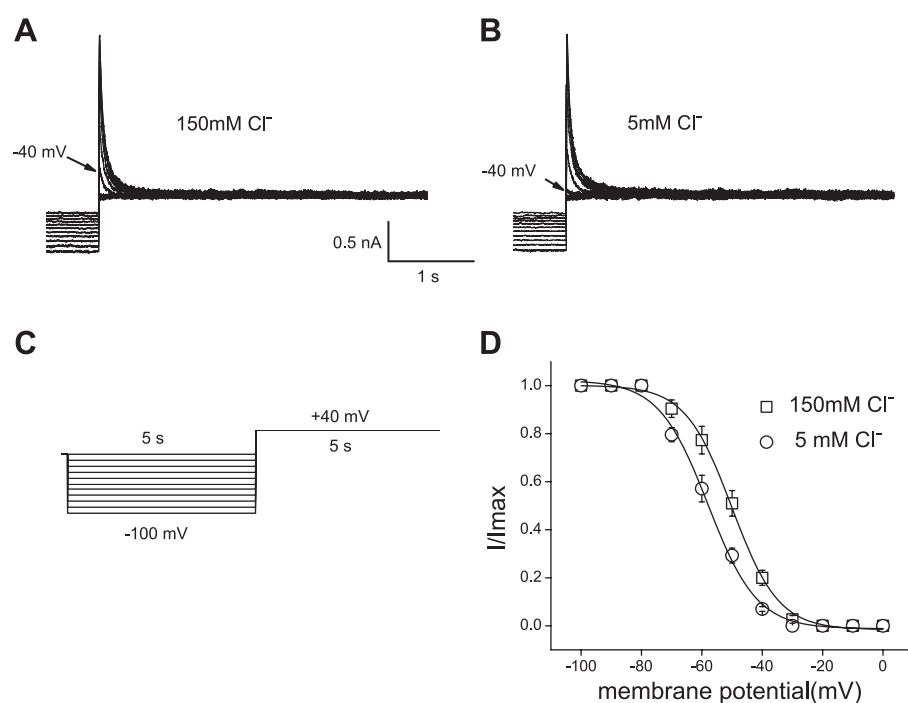 A
B
150mM Cl⁻
5mM Cl⁻
-40 mV
-40 mV
0.5 nA
1 s
C
D
+40 mV
5 s
5 s
-100 mV
1.0
0.8
0.6
0.4
0.2
0.0
I/Imax
150mM Cl⁻
5 mM Cl⁻
-100 -80 -60 -40 -20 0
membrane potential(mV)